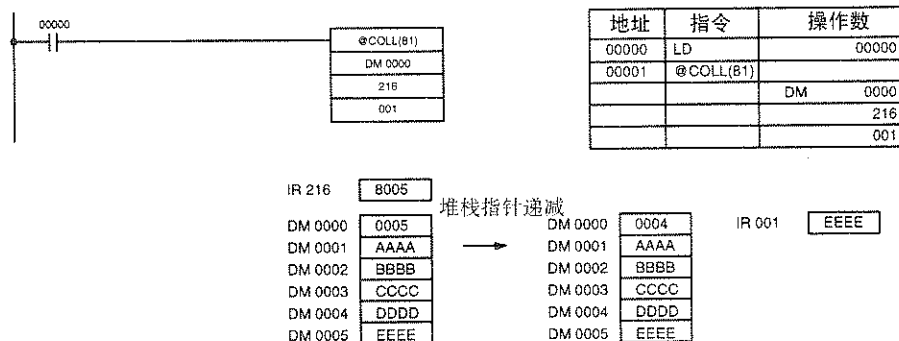 00000
@COLL(81)
DM 0000
216
001
地址 指令 操作数
00000 LD 00000
00001 @COLL(81)
DM 0000
216
001
IR 216 8005
堆栈指针递减
DM 0000 0005
DM 0001 AAAA
DM 0002 BBBB
DM 0003 CCCC
DM 0004 DDDD
DM 0005 EEEE
DM 0000 0004
DM 0001 AAAA
DM 0002 BBBB
DM 0003 CCCC
DM 0004 DDDD
DM 0005 EEEE
IR 001 EEEE